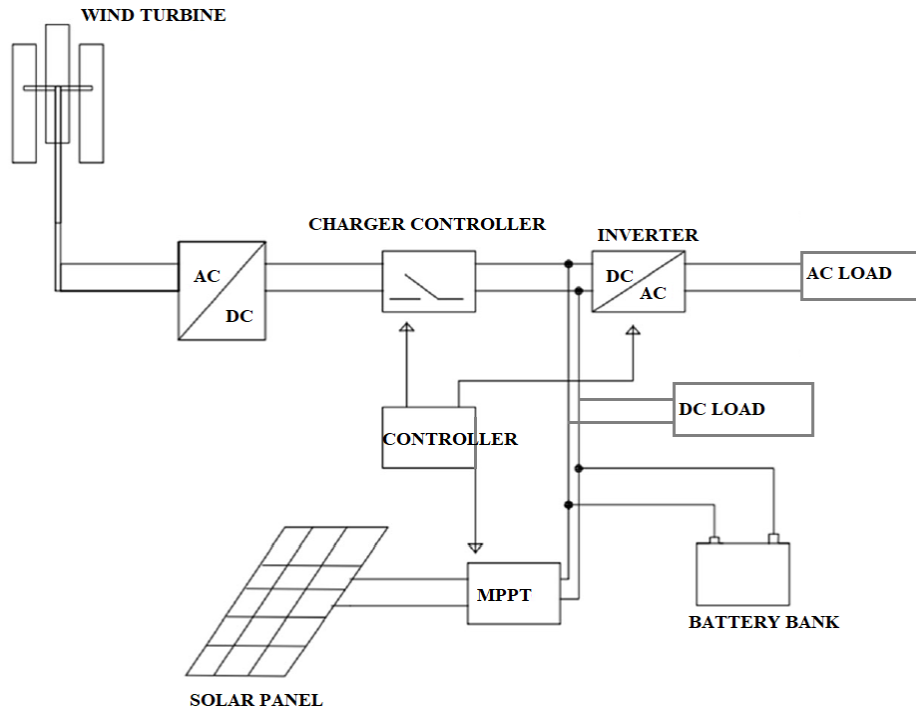 WIND TURBINE
CHARGER CONTROLLER
INVERTER
AC
DC
DC
AC
AC LOAD
DC LOAD
CONTROLLER
MPPT
BATTERY BANK
SOLAR PANEL